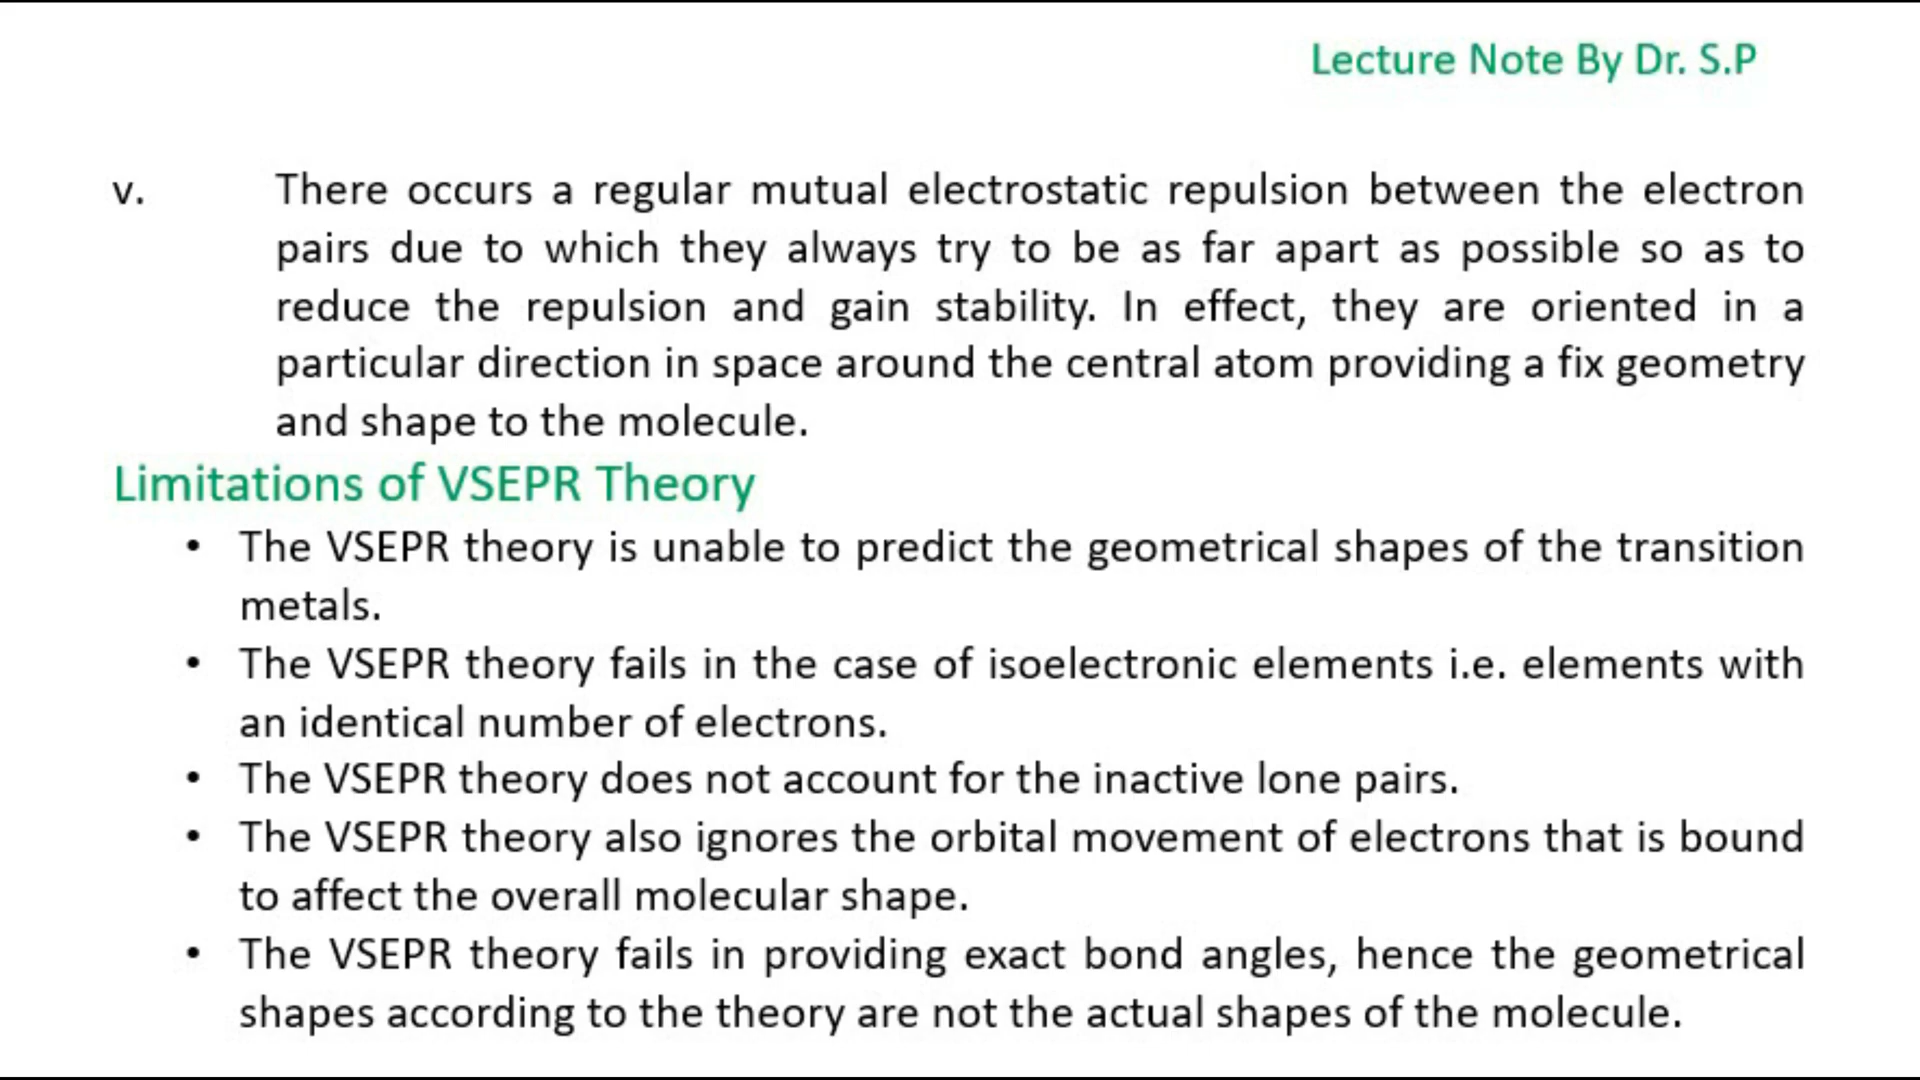 Lecture Note By Dr. S.P
v. There occurs a regular mutual electrostatic repulsion between the electron
pairs due to which they always try to be as far apart as possible so as to
reduce the repulsion and gain stability. In effect, they are oriented in a
particular direction in space around the central atom providing a fix geometry
and shape to the molecule.
Limitations of VSEPR Theory
• The VSEPR theory is unable to predict the geometrical shapes of the transition
metals.
• The VSEPR theory fails in the case of isoelectronic elements i.e. elements with
an identical number of electrons.
• The VSEPR theory does not account for the inactive lone pairs.
• The VSEPR theory also ignores the orbital movement of electrons that is bound
to affect the overall molecular shape.
• The VSEPR theory fails in providing exact bond angles, hence the geometrical
shapes according to the theory are not the actual shapes of the molecule.